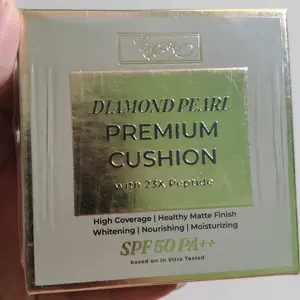 DIAMOND PEARL
PREMIUM
CUSHION
with 23X Peptide
High Coverage | Healthy Matte Finish
Whitening | Nourishing | Moisturizing
SPF 50 PA++
based on In Vitro Tested